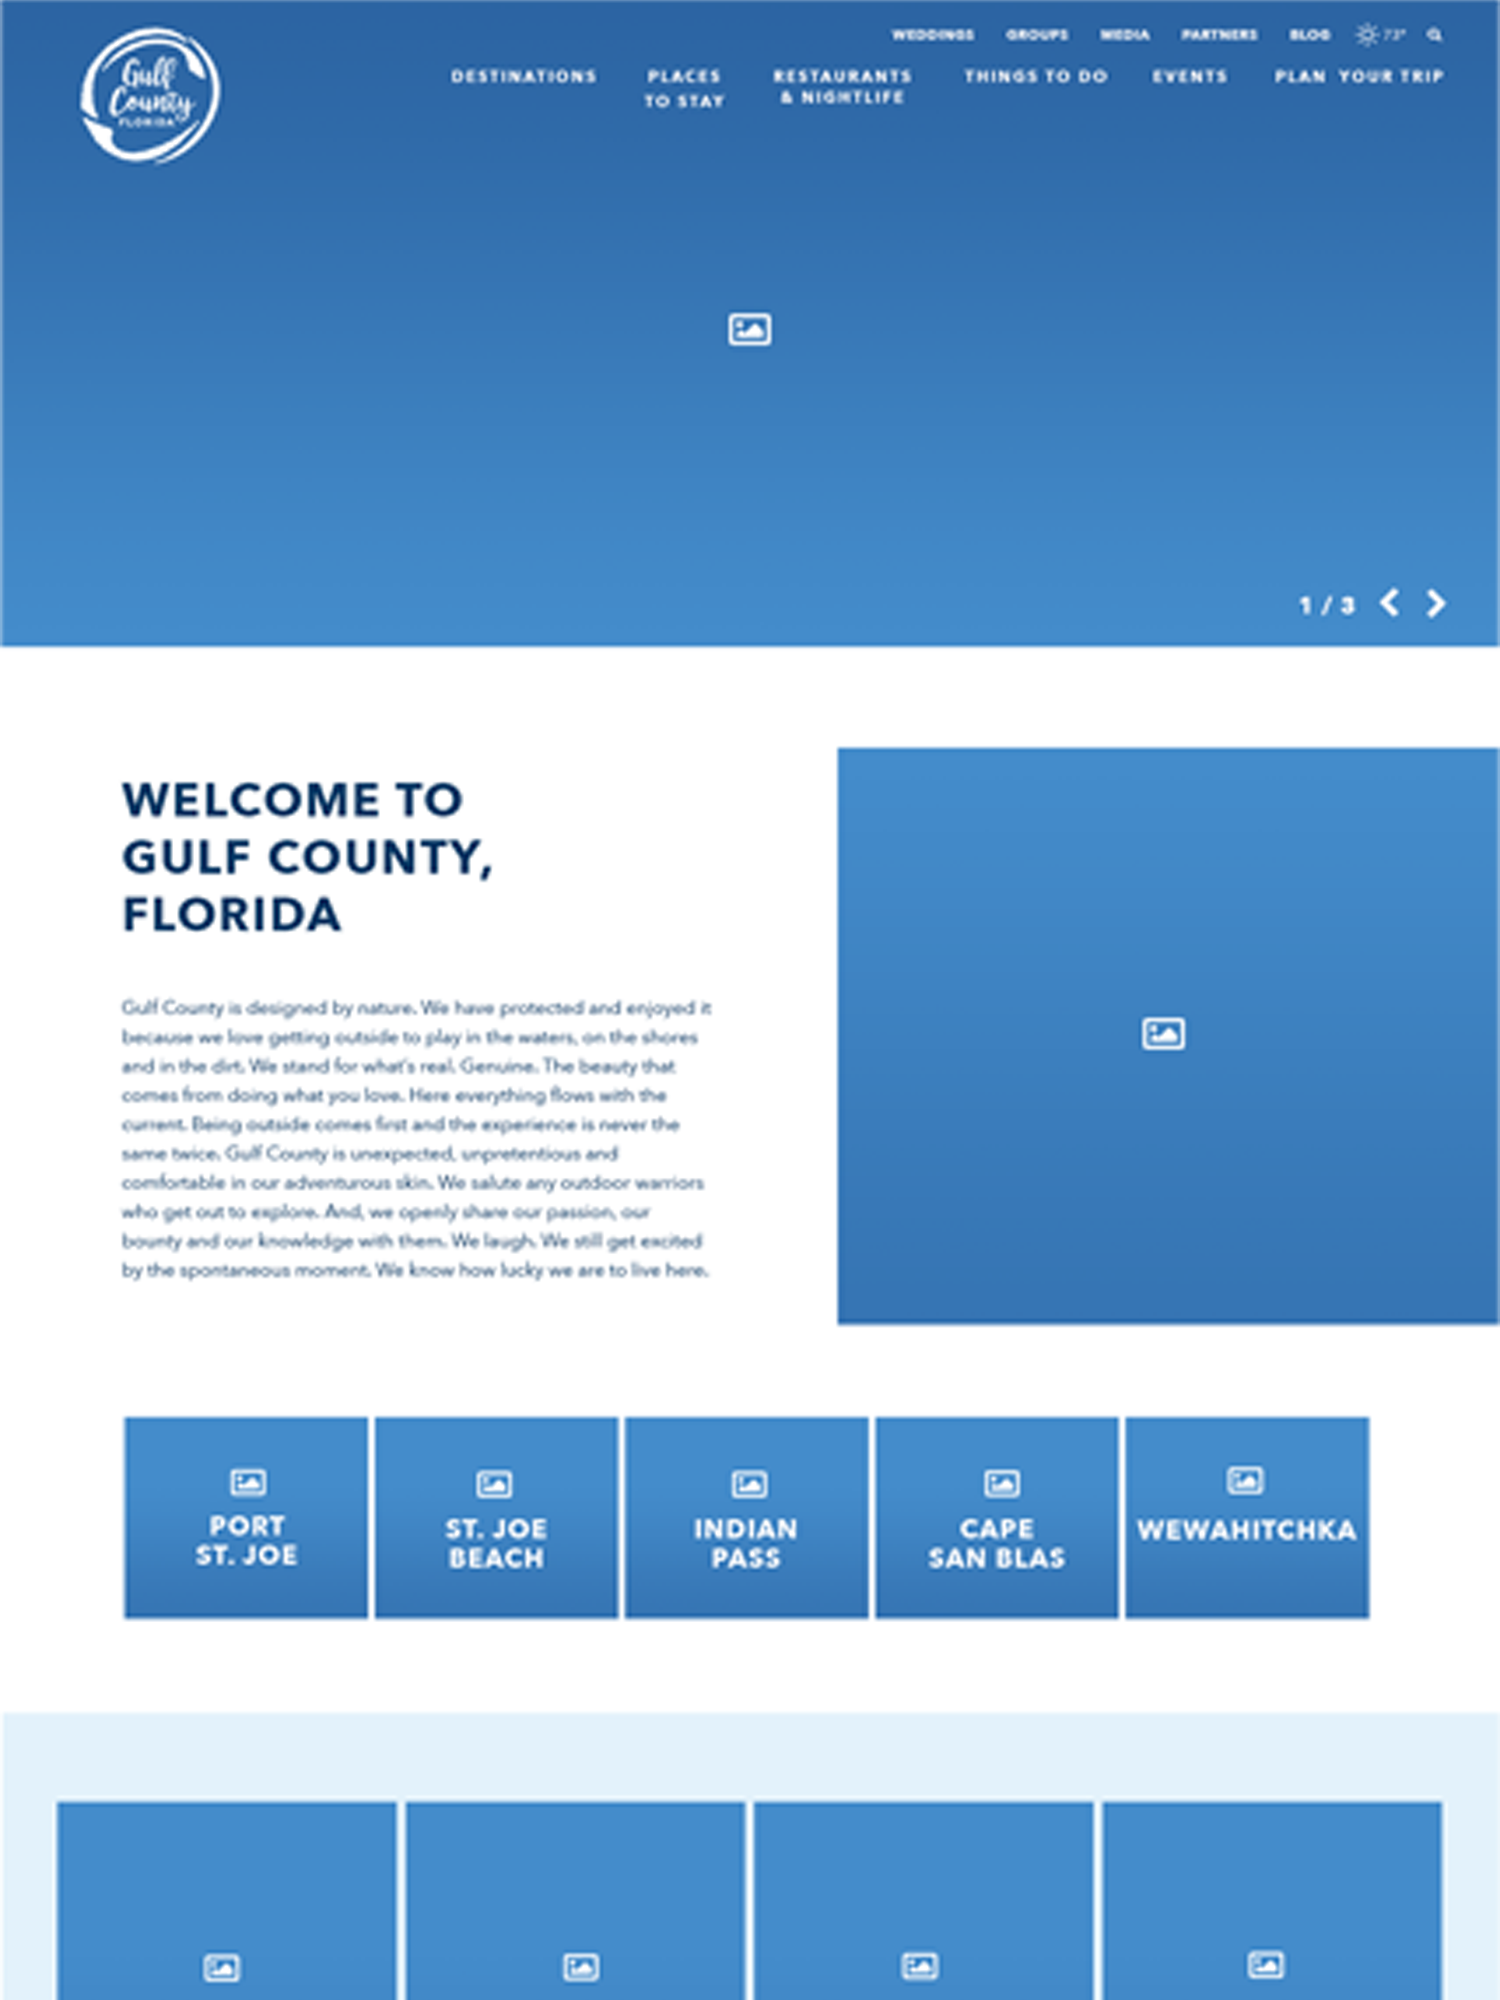 WEDDINGS GROUPS MEDIA PARTNERS BLOG 73°
Gulf
County
FLORIDA
DESTINATIONS PLACES TO STAY RESTAURANTS & NIGHTLIFE THINGS TO DO EVENTS PLAN YOUR TRIP
1 / 3
WELCOME TO
GULF COUNTY,
FLORIDA
Gulf County is designed by nature. We have protected and enjoyed it
because we love getting outside to play in the waters, on the shores
and in the dirt. We stand for what's real. Genuine. The beauty that
comes from doing what you love. Here everything flows with the
current. Being outside comes first and the experience is never the
same twice. Gulf County is unexpected, unpretentious and
comfortable in our adventurous skin. We salute any outdoor warriors
who get out to explore. And, we openly share our passion, our
bounty and our knowledge with them. We laugh. We still get excited
by the spontaneous moment. We know how lucky we are to live here.
PORT
ST. JOE
ST. JOE
BEACH
INDIAN
PASS
CAPE
SAN BLAS
WEWAHITCHKA